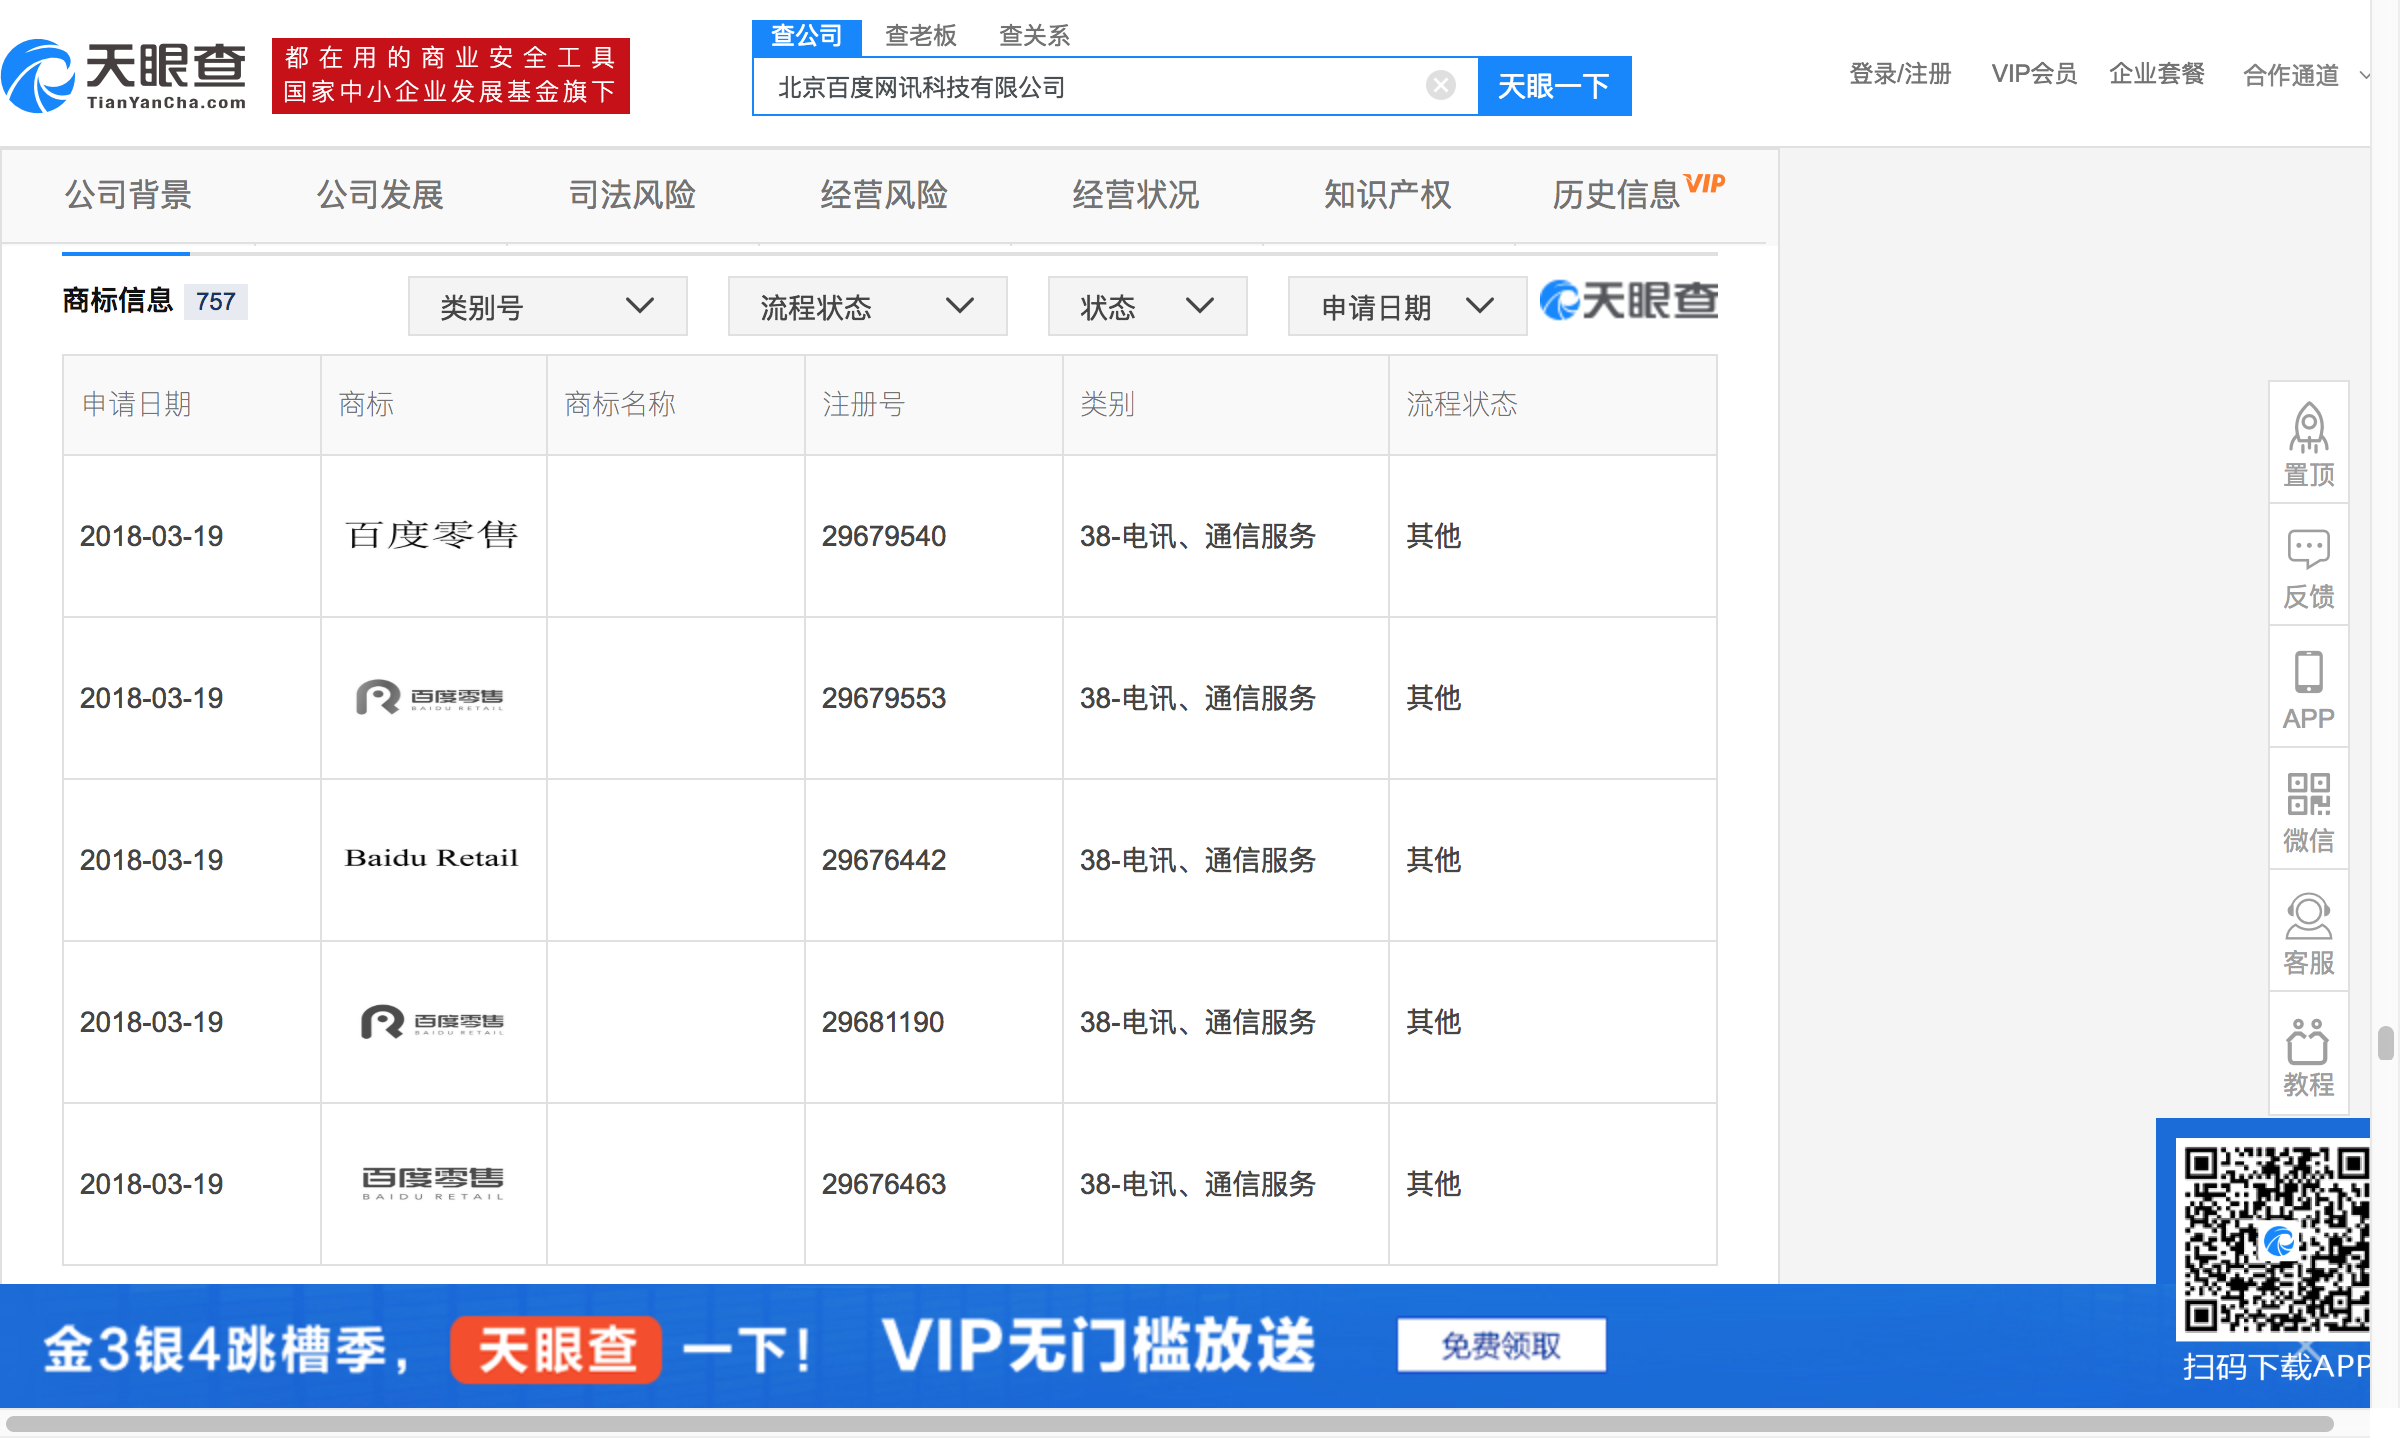 天眼查
TianYanCha.com
都在用的商业安全工具
国家中小企业发展基金旗下
查公司 查老板 查关系
北京百度网讯科技有限公司
天眼一下
登录/注册 VIP会员 企业套餐 合作通道
公司背景 公司发展 司法风险 经营风险 经营状况 知识产权 历史信息 VIP
商标信息 757 类别号 流程状态 状态 申请日期 天眼查
申请日期 商标 商标名称 注册号 类别 流程状态
2018-03-19 百度零售 29679540 38-电讯、通信服务 其他
2018-03-19 百度零售 29679553 38-电讯、通信服务 其他
BAIDU RETAIL
2018-03-19 Baidu Retail 29676442 38-电讯、通信服务 其他
2018-03-19 百度零售 29681190 38-电讯、通信服务 其他
BAIDU RETAIL
2018-03-19 百度零售 29676463 38-电讯、通信服务 其他
BAIDU RETAIL
置顶
反馈
APP
微信
客服
教程
金3银4跳槽季， 天眼查 一下！ VIP无门槛放送 免费领取
扫码下载APP